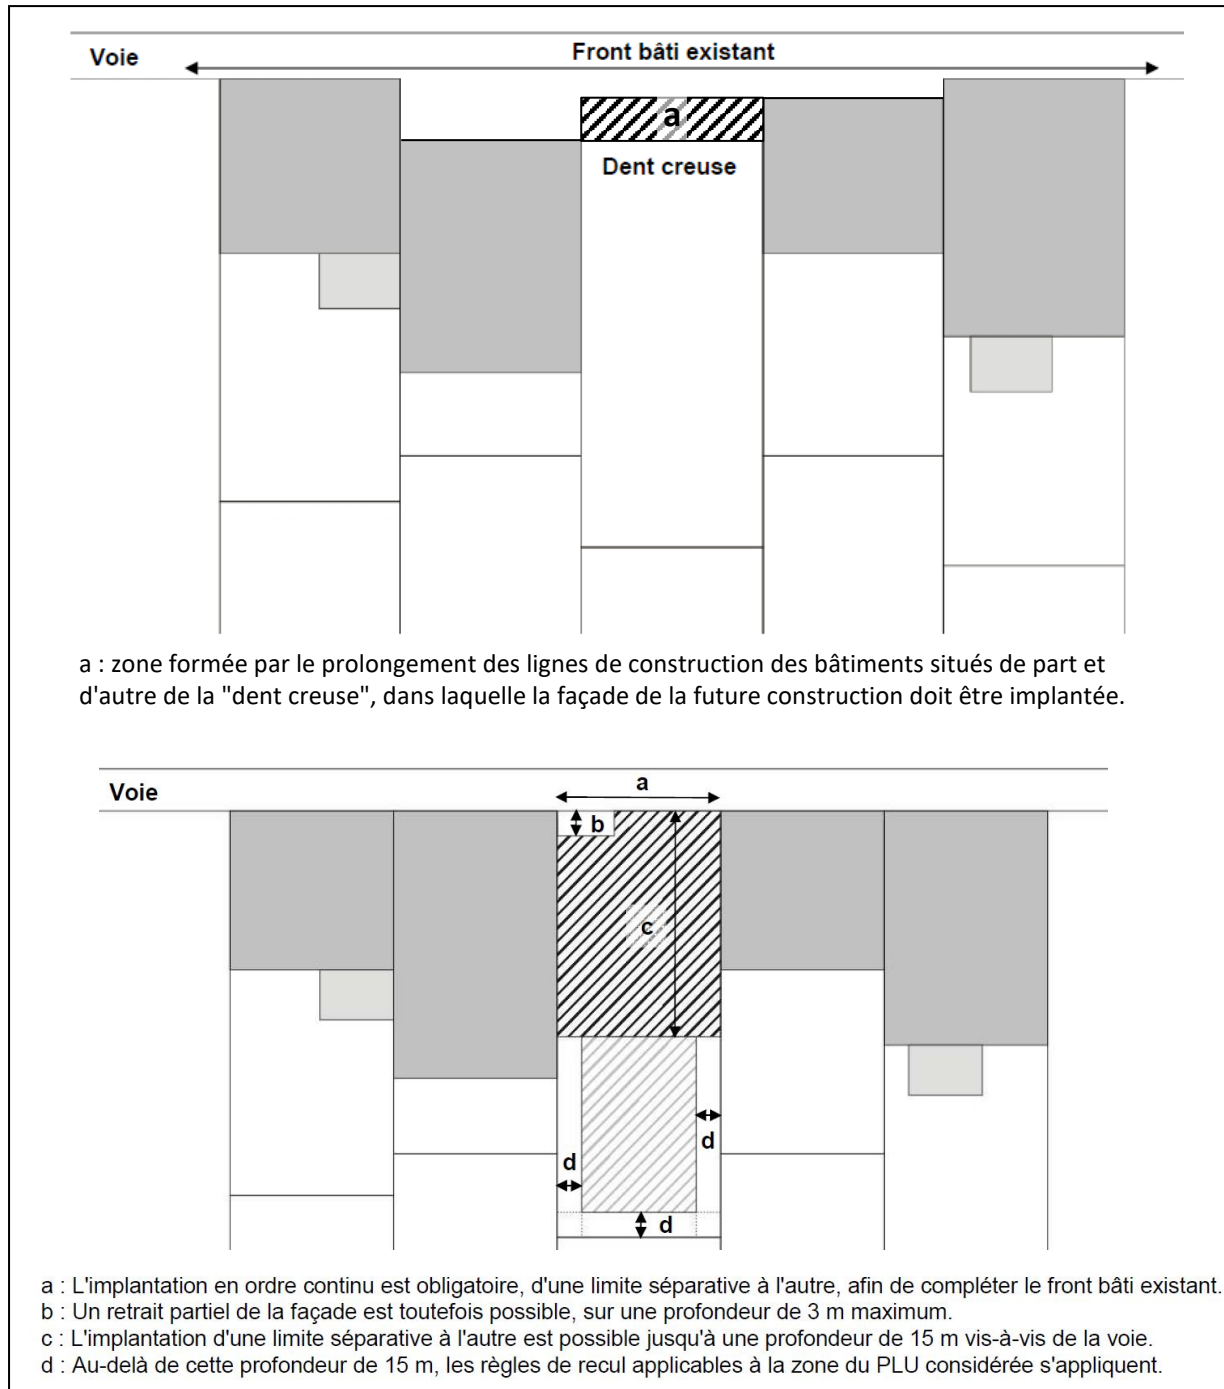 Voie
Front bâti existant
a
Dent creuse
a : zone formée par le prolongement des lignes de construction des bâtiments situés de part et
d'autre de la "dent creuse", dans laquelle la façade de la future construction doit être implantée.
Voie
a
b
c
d
d
d
a : L'implantation en ordre continu est obligatoire, d'une limite séparative à l'autre, afin de compléter le front bâti existant.
b : Un retrait partiel de la façade est toutefois possible, sur une profondeur de 3 m maximum.
c : L'implantation d'une limite séparative à l'autre est possible jusqu'à une profondeur de 15 m vis-à-vis de la voie.
d : Au-delà de cette profondeur de 15 m, les règles de recul applicables à la zone du PLU considérée s'appliquent.